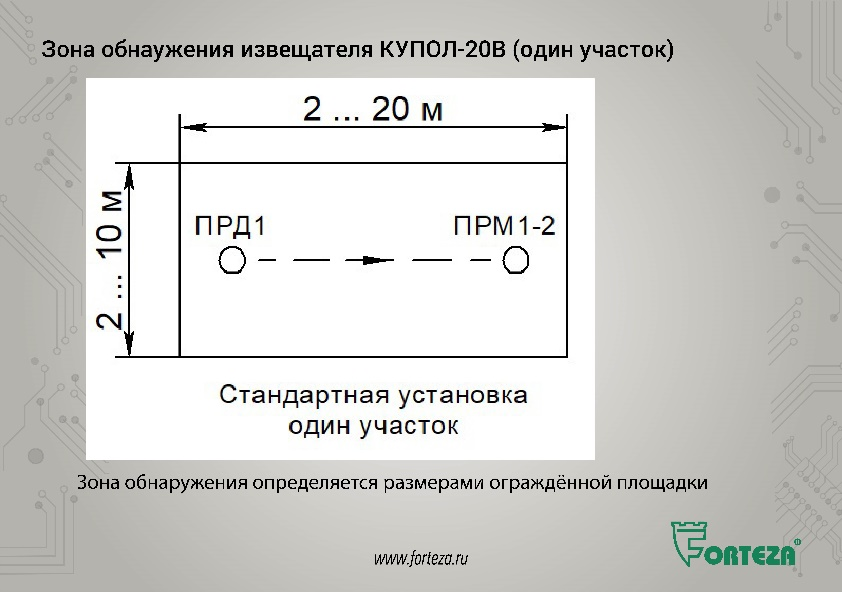 Зона обнаужения извещателя КУПОЛ-20В (один участок)
2 ... 20 м
2 ... 10 м
ПРД1
ПРМ1-2
Стандартная установка
один участок
Зона обнаружения определяется размерами ограждённой площадки
www.forteza.ru
FORTEZA®